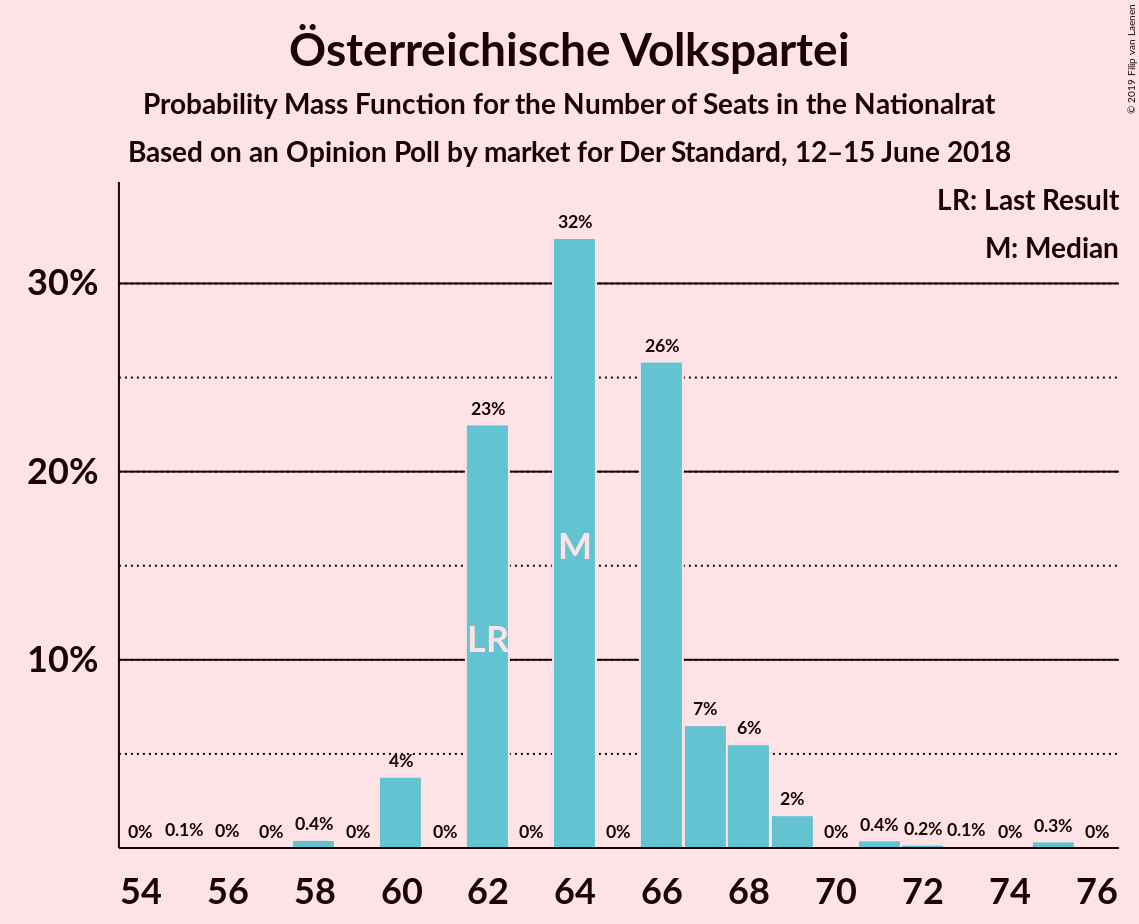 Österreichische Volkspartei
Probability Mass Function for the Number of Seats in the Nationalrat
Based on an Opinion Poll by market for Der Standard, 12–15 June 2018
© 2019 Filip van Laenen
LR: Last Result
M: Median
30%
20%
10%
0%
0.1%
0%
0%
0.4%
0%
4%
0%
23%
0%
32%
0%
26%
7%
6%
2%
0%
0.4%
0.2%
0.1%
0%
0.3%
0%
LR
M
54 56 58 60 62 64 66 68 70 72 74 76